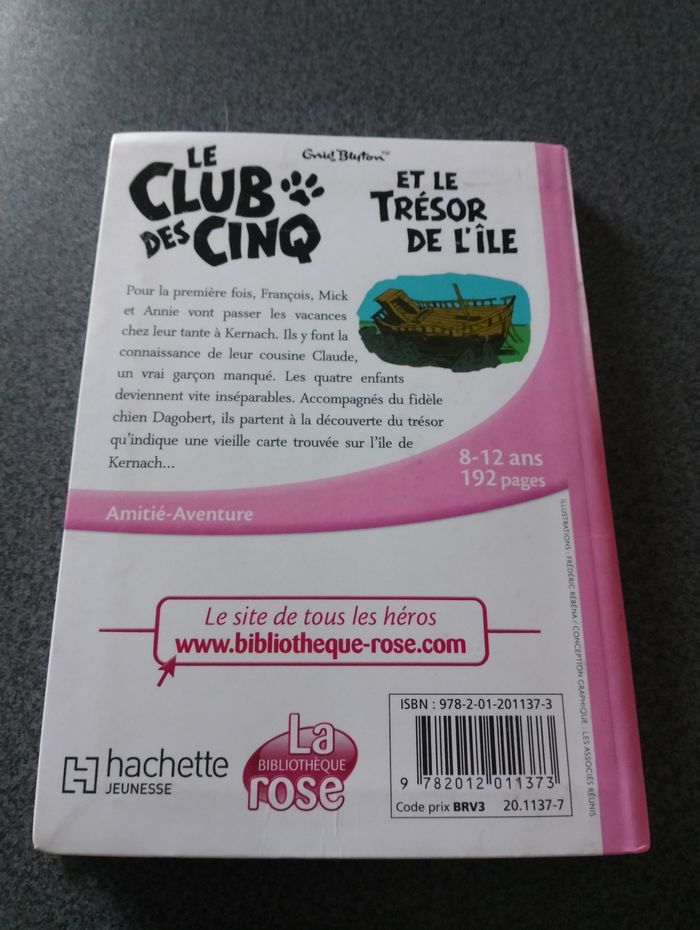 Enid Blyton™
LE
CLUB
DES CINQ
ET LE
TRÉSOR
DE L'ÎLE
Pour la première fois, François, Mick
et Annie vont passer les vacances
chez leur tante à Kernach. Ils y font la
connaissance de leur cousine Claude,
un vrai garçon manqué. Les quatre enfants
deviennent vite inséparables. Accompagnés du fidèle
chien Dagobert, ils partent à la découverte du trésor
qu'indique une vieille carte trouvée sur l'île de
Kernach...
8-12 ans
192 pages
Amitié-Aventure
ILLUSTRATIONS : FRÉDÉRIC RÉBÉNA / CONCEPTION GRAPHIQUE : LES ASSOCIÉS RÉUNIS
Le site de tous les héros
www.bibliotheque-rose.com
hachette
JEUNESSE
La
BIBLIOTHÈQUE
rose
ISBN : 978-2-01-201137-3
9 782012 011373
Code prix BRV3 20.1137-7